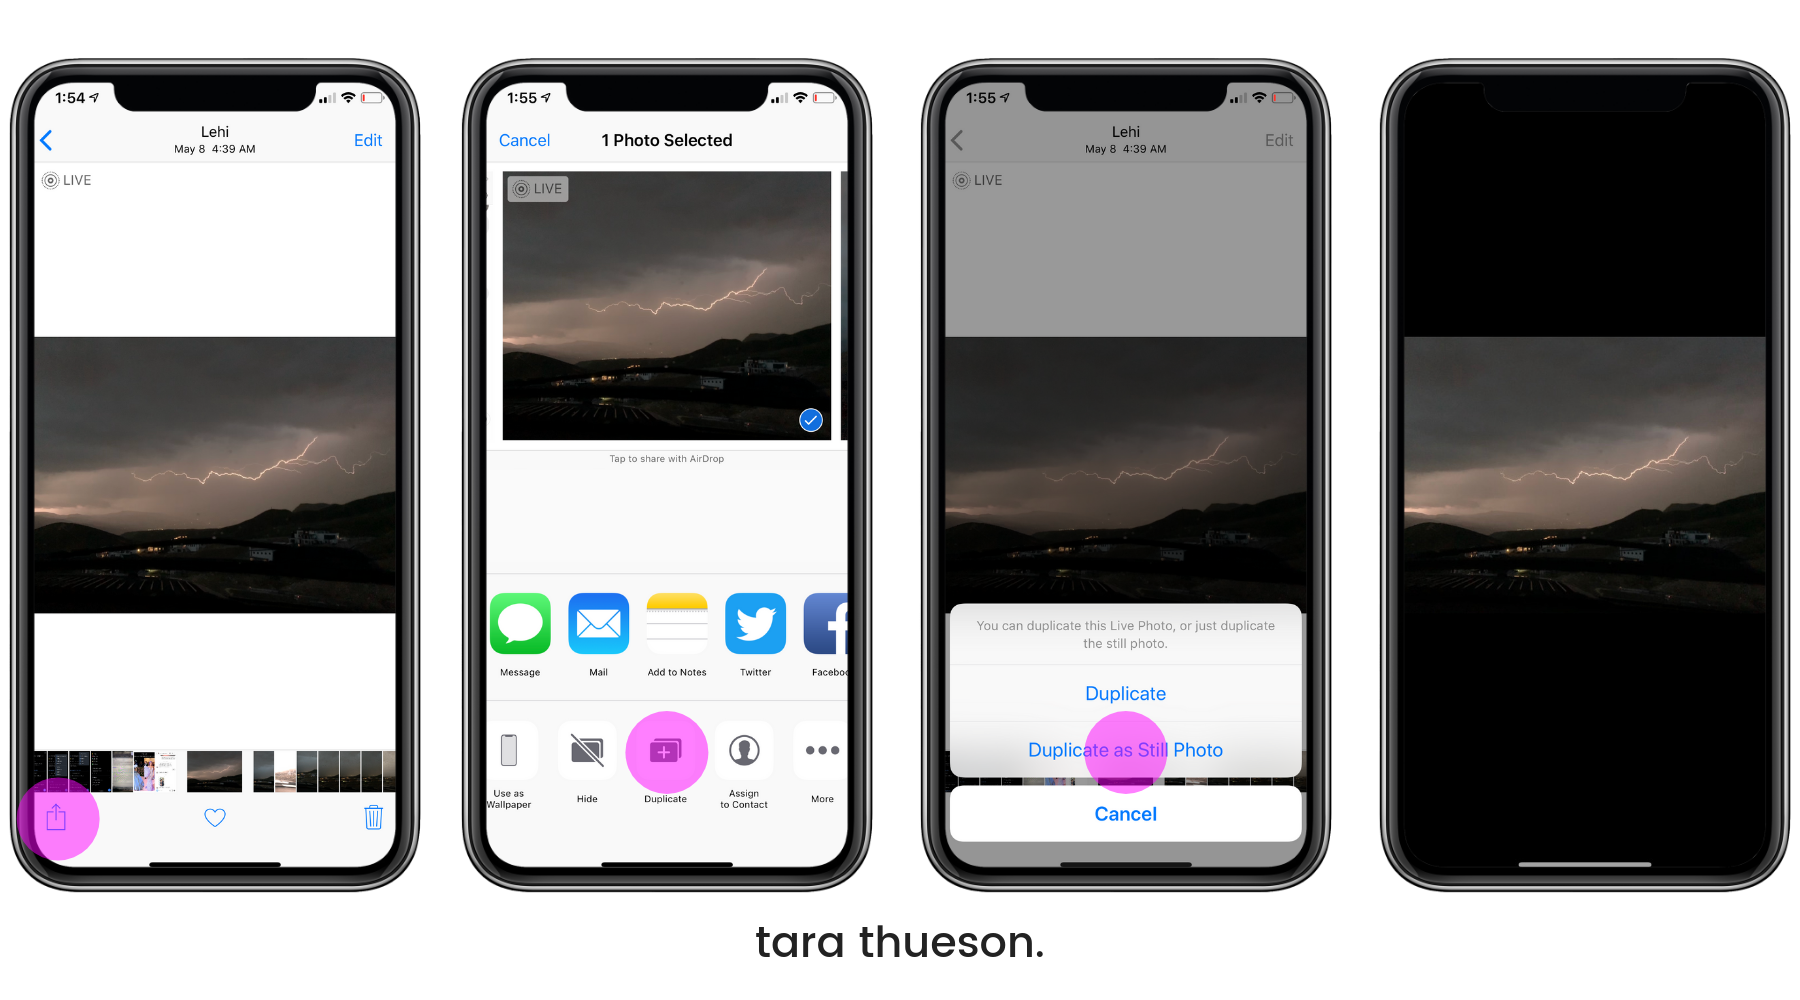 1:54
Lehi
May 8 4:39 AM
Edit
LIVE
1:55
Cancel
1 Photo Selected
LIVE
Tap to share with AirDrop
Message
Mail
Add to Notes
Twitter
Faceboo
Use as
Wallpaper
Hide
Duplicate
Assign
to Contact
More
1:55
Lehi
May 8 4:39 AM
Edit
LIVE
You can duplicate this Live Photo, or just duplicate
the still photo.
Duplicate
Duplicate as Still Photo
Cancel
tara thueson.